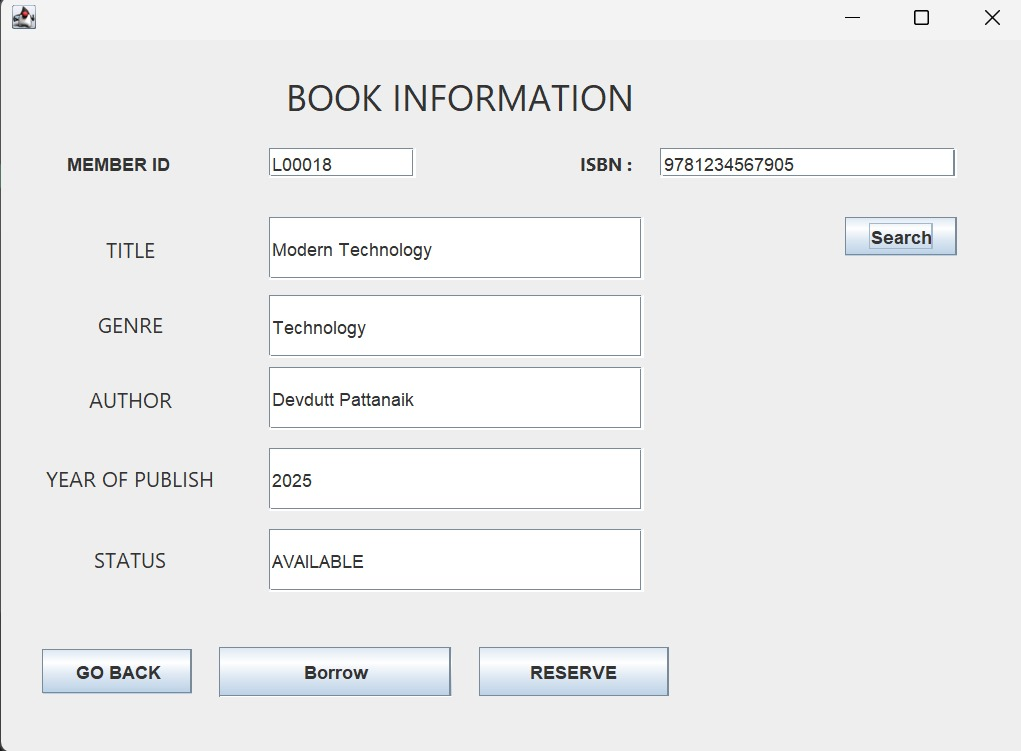 BOOK INFORMATION
MEMBER ID L00018 ISBN : 9781234567905
TITLE Modern Technology Search
GENRE Technology
AUTHOR Devdutt Pattanaik
YEAR OF PUBLISH 2025
STATUS AVAILABLE
GO BACK Borrow RESERVE